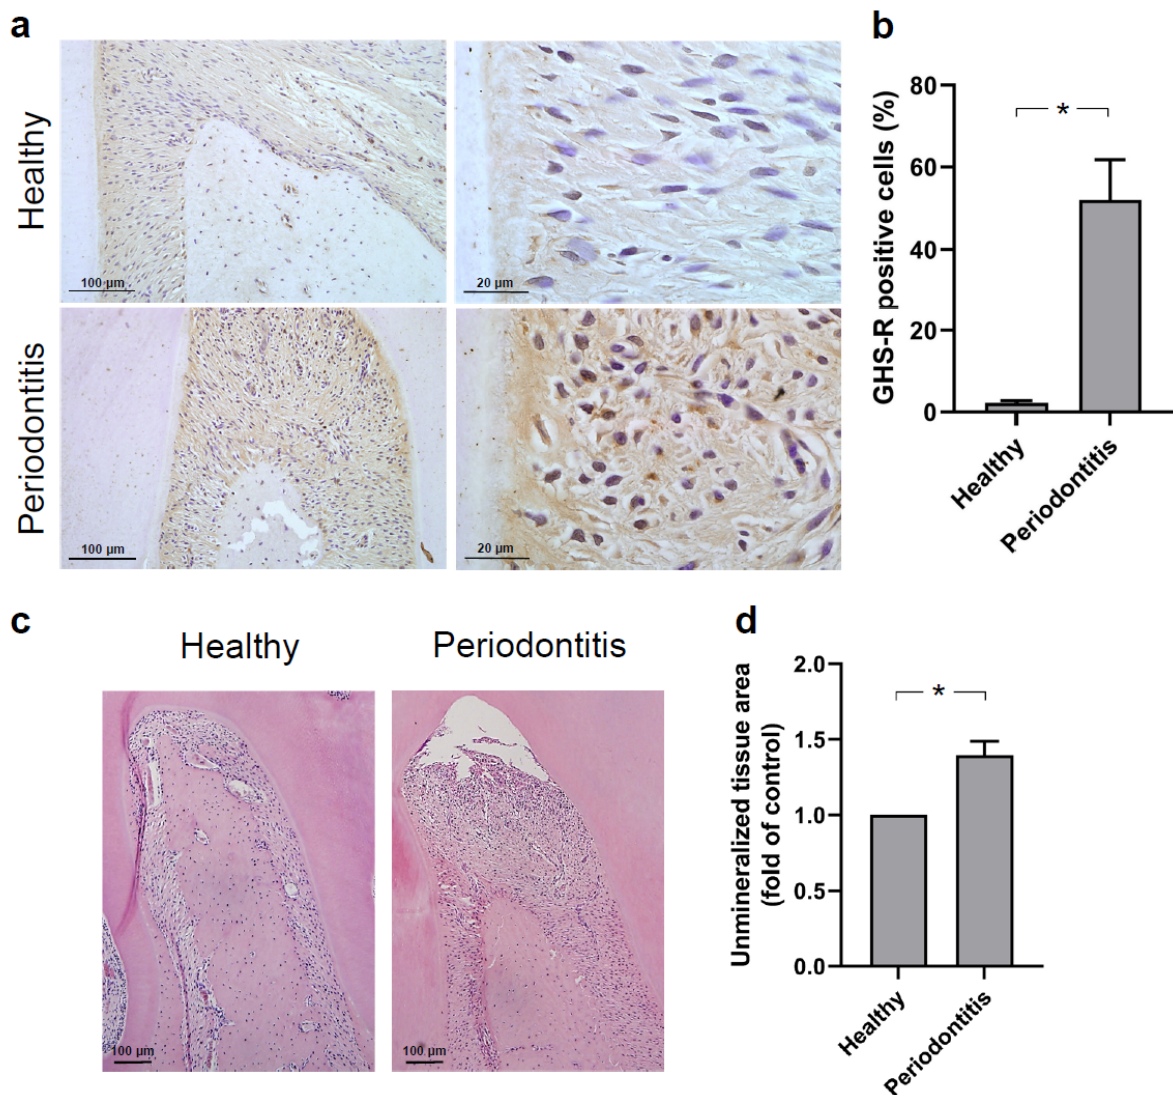 a
Healthy
100 µm
20 µm
Periodontitis
100 µm
20 µm
b
GHS-R positive cells (%)
80
60
40
20
0
*
Healthy
Periodontitis
c
Healthy
Periodontitis
100 µm
100 µm
d
Unmineralized tissue area
(fold of control)
2.0
1.5
1.0
0.5
0.0
*
Healthy
Periodontitis